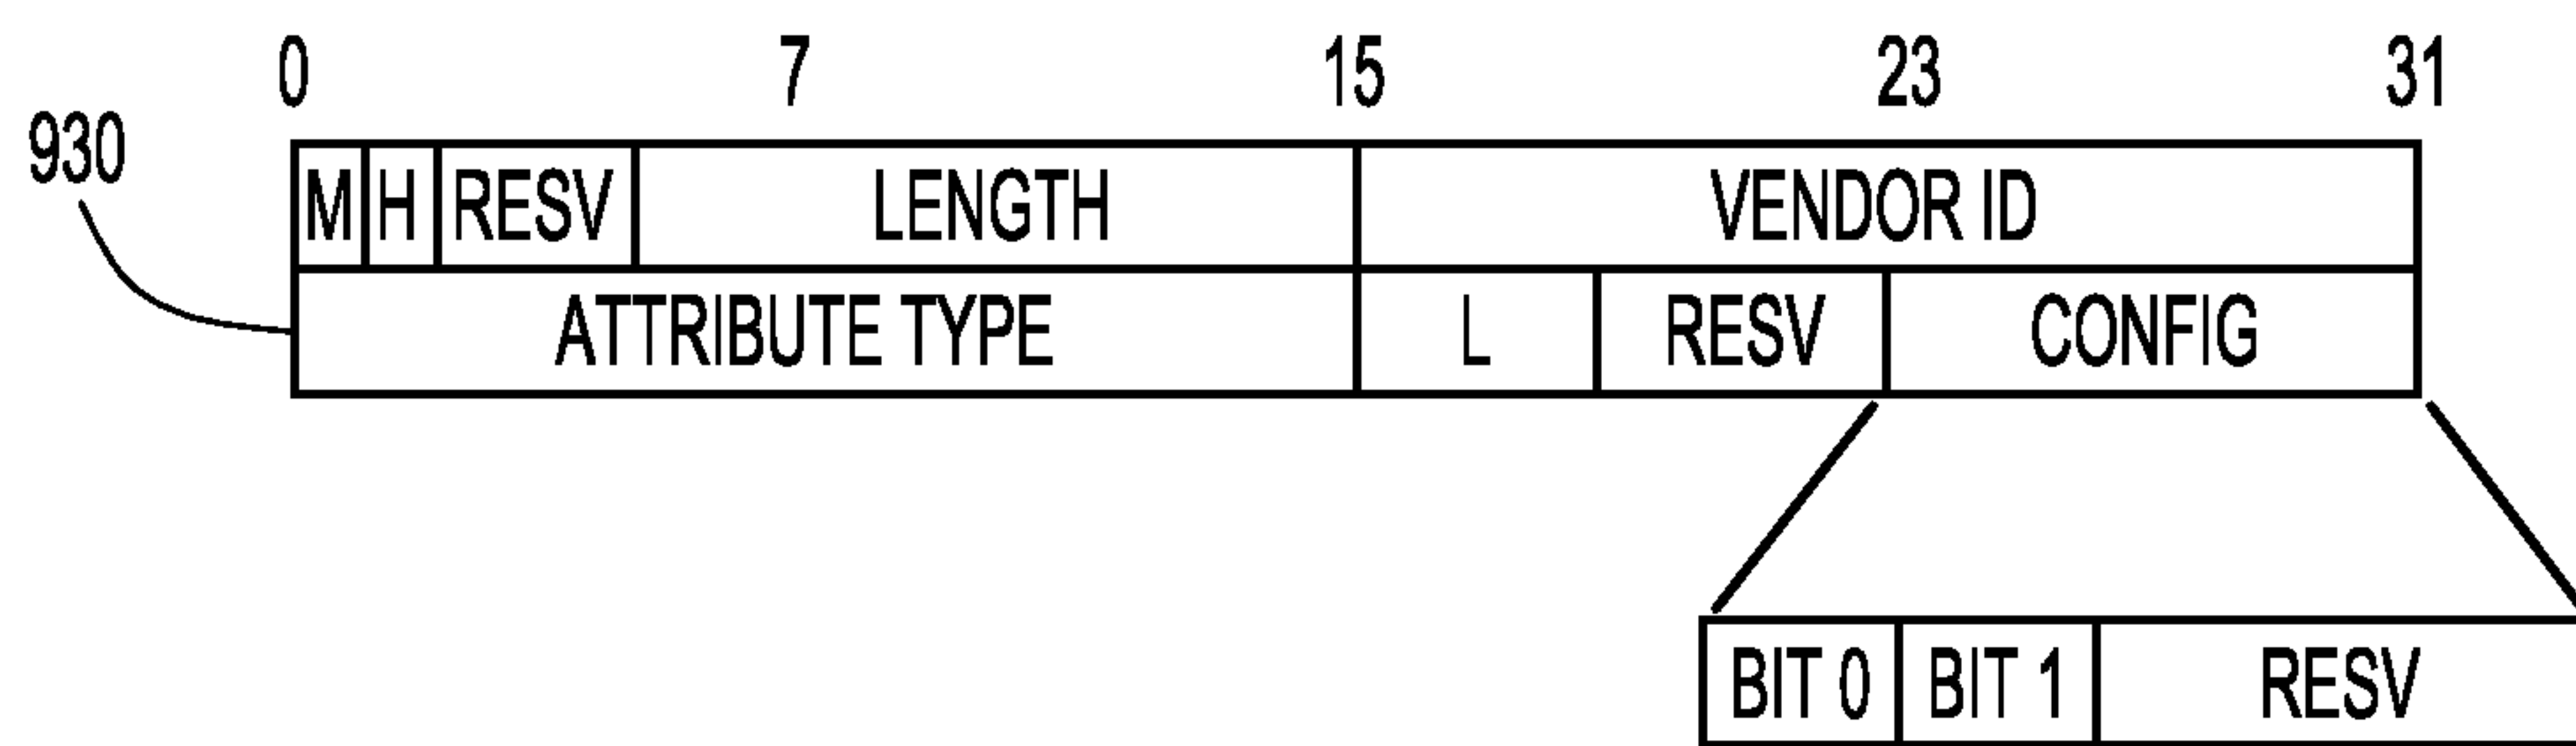 0 7 15 23 31
930
M H RESV LENGTH VENDOR ID
ATTRIBUTE TYPE L RESV CONFIG
BIT 0 BIT 1 RESV